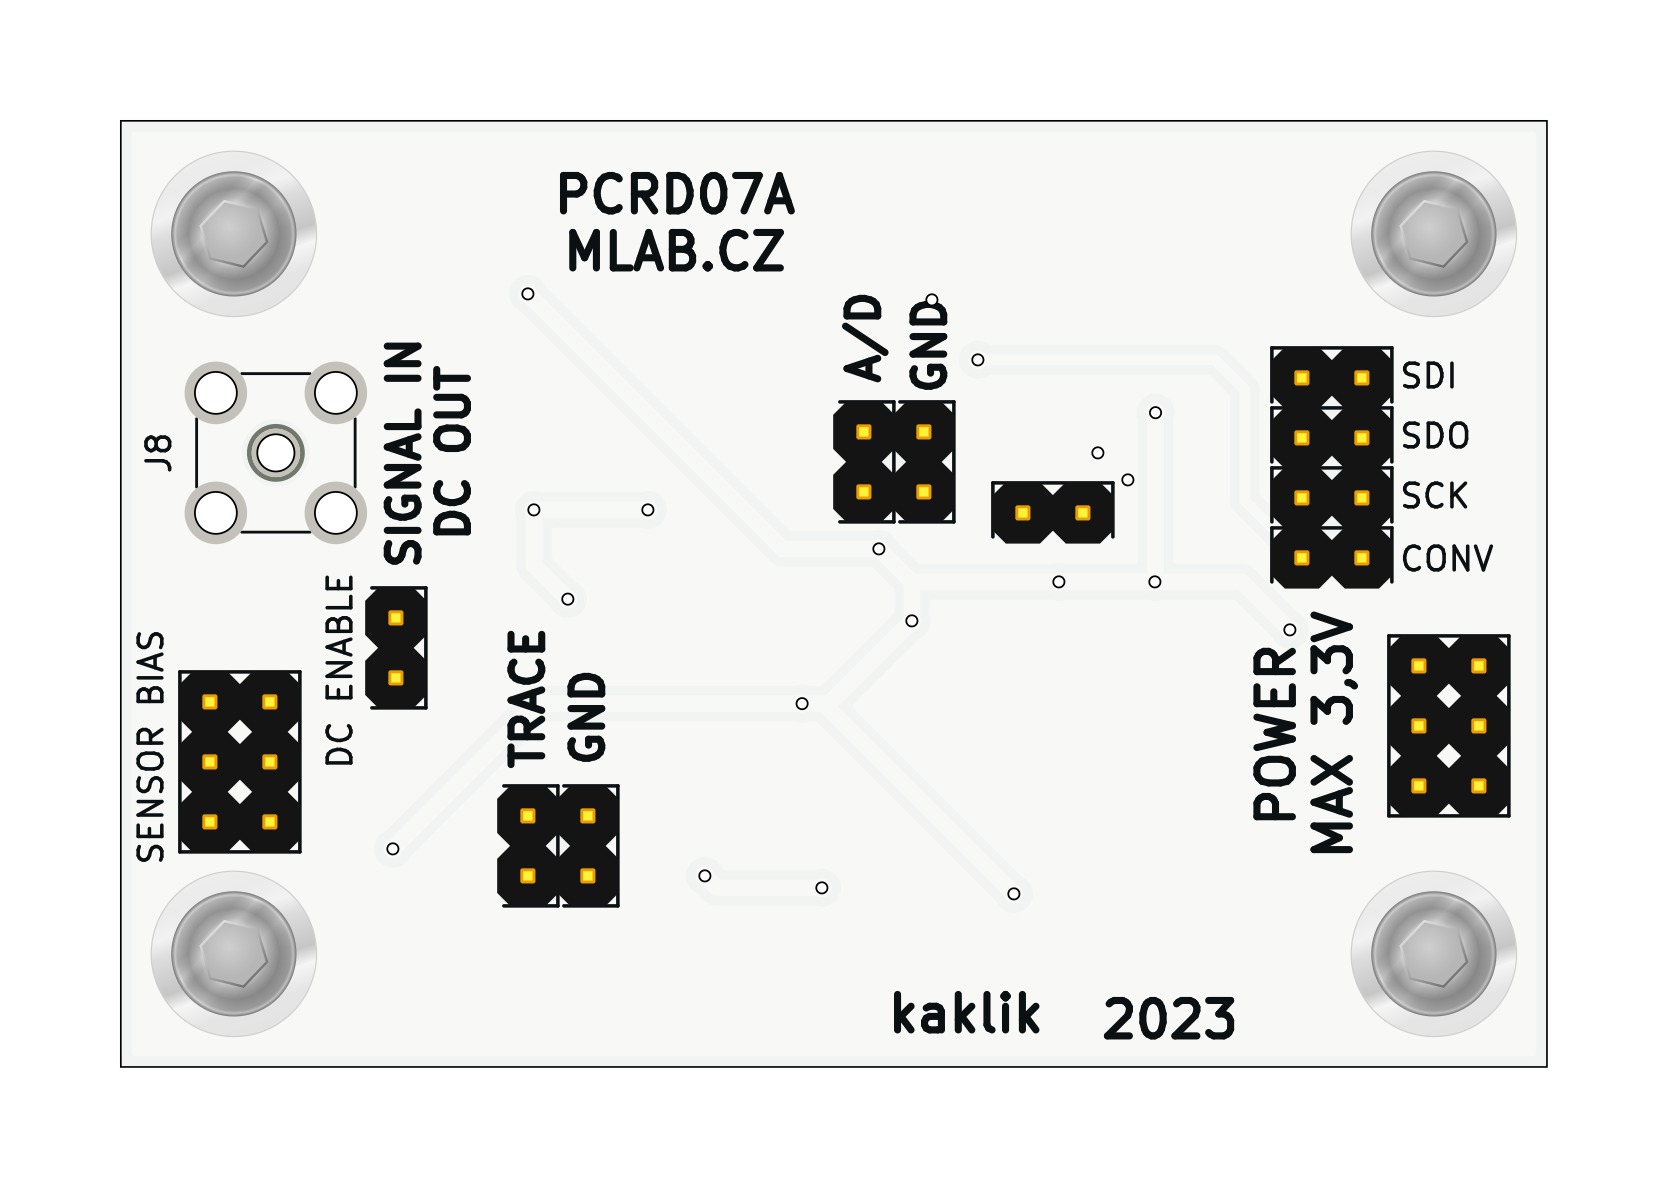 PCRD07A
MLAB.CZ
A/D
GND
SIGNAL IN
DC OUT
J8
SDI
SDO
SCK
CONV
DC ENABLE
SENSOR BIAS
TRACE
GND
POWER
MAX 3,3V
kaklik 2023